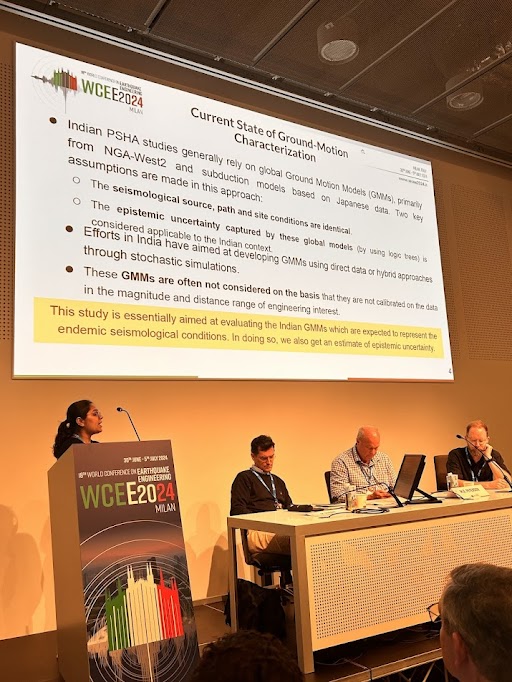 18TH WORLD CONFERENCE ON EARTHQUAKE ENGINEERING
WCEE2024
MILAN
Current State of Ground-Motion
Characterization
Indian PSHA studies generally rely on global Ground Motion Models (GMMs), primarily
from NGA-West2 and subduction models based on Japanese data. Two key
assumptions are made in this approach:
The seismological source, path and site conditions are identical.
The epistemic uncertainty captured by these global models (by using logic trees) is
considered applicable to the Indian context.
Efforts in India have aimed at developing GMMs using direct data or hybrid approaches
through stochastic simulations.
These GMMs are often not considered on the basis that they are not calibrated on the data
in the magnitude and distance range of engineering interest.
This study is essentially aimed at evaluating the Indian GMMs which are expected to represent the
endemic seismological conditions. In doing so, we also get an estimate of epistemic uncertainty.
4
30TH JUNE - 5TH JULY 2024
18TH WORLD CONFERENCE ON EARTHQUAKE
ENGINEERING
WCEE2024
MILAN